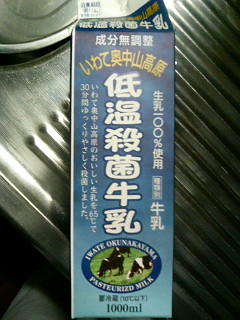 低温殺菌牛乳
成分無調整
いわて奥中山高原
低温殺菌牛乳
生乳一〇〇%使用
種類別 牛乳
いわて奥中山高原のおいしい生乳を65℃で
30分間ゆっくりやさしく殺菌しました。
IWATE OKUNAKAYAMA
PASTEURIZD MILK
要冷蔵(10℃以下)
1000ml